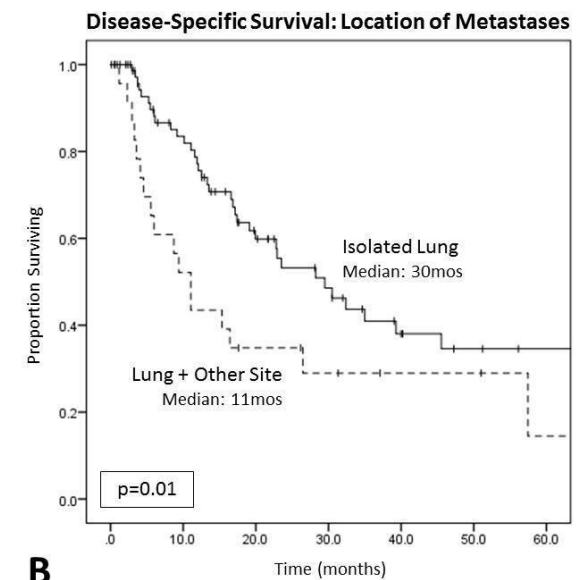 Disease-Specific Survival: Location of Metastases
1.0
0.8
0.6
0.4
0.2
0.0
Proportion Surviving
Isolated Lung
Median: 30mos
Lung + Other Site
Median: 11mos
p=0.01
.0 10.0 20.0 30.0 40.0 50.0 60.0
Time (months)
B